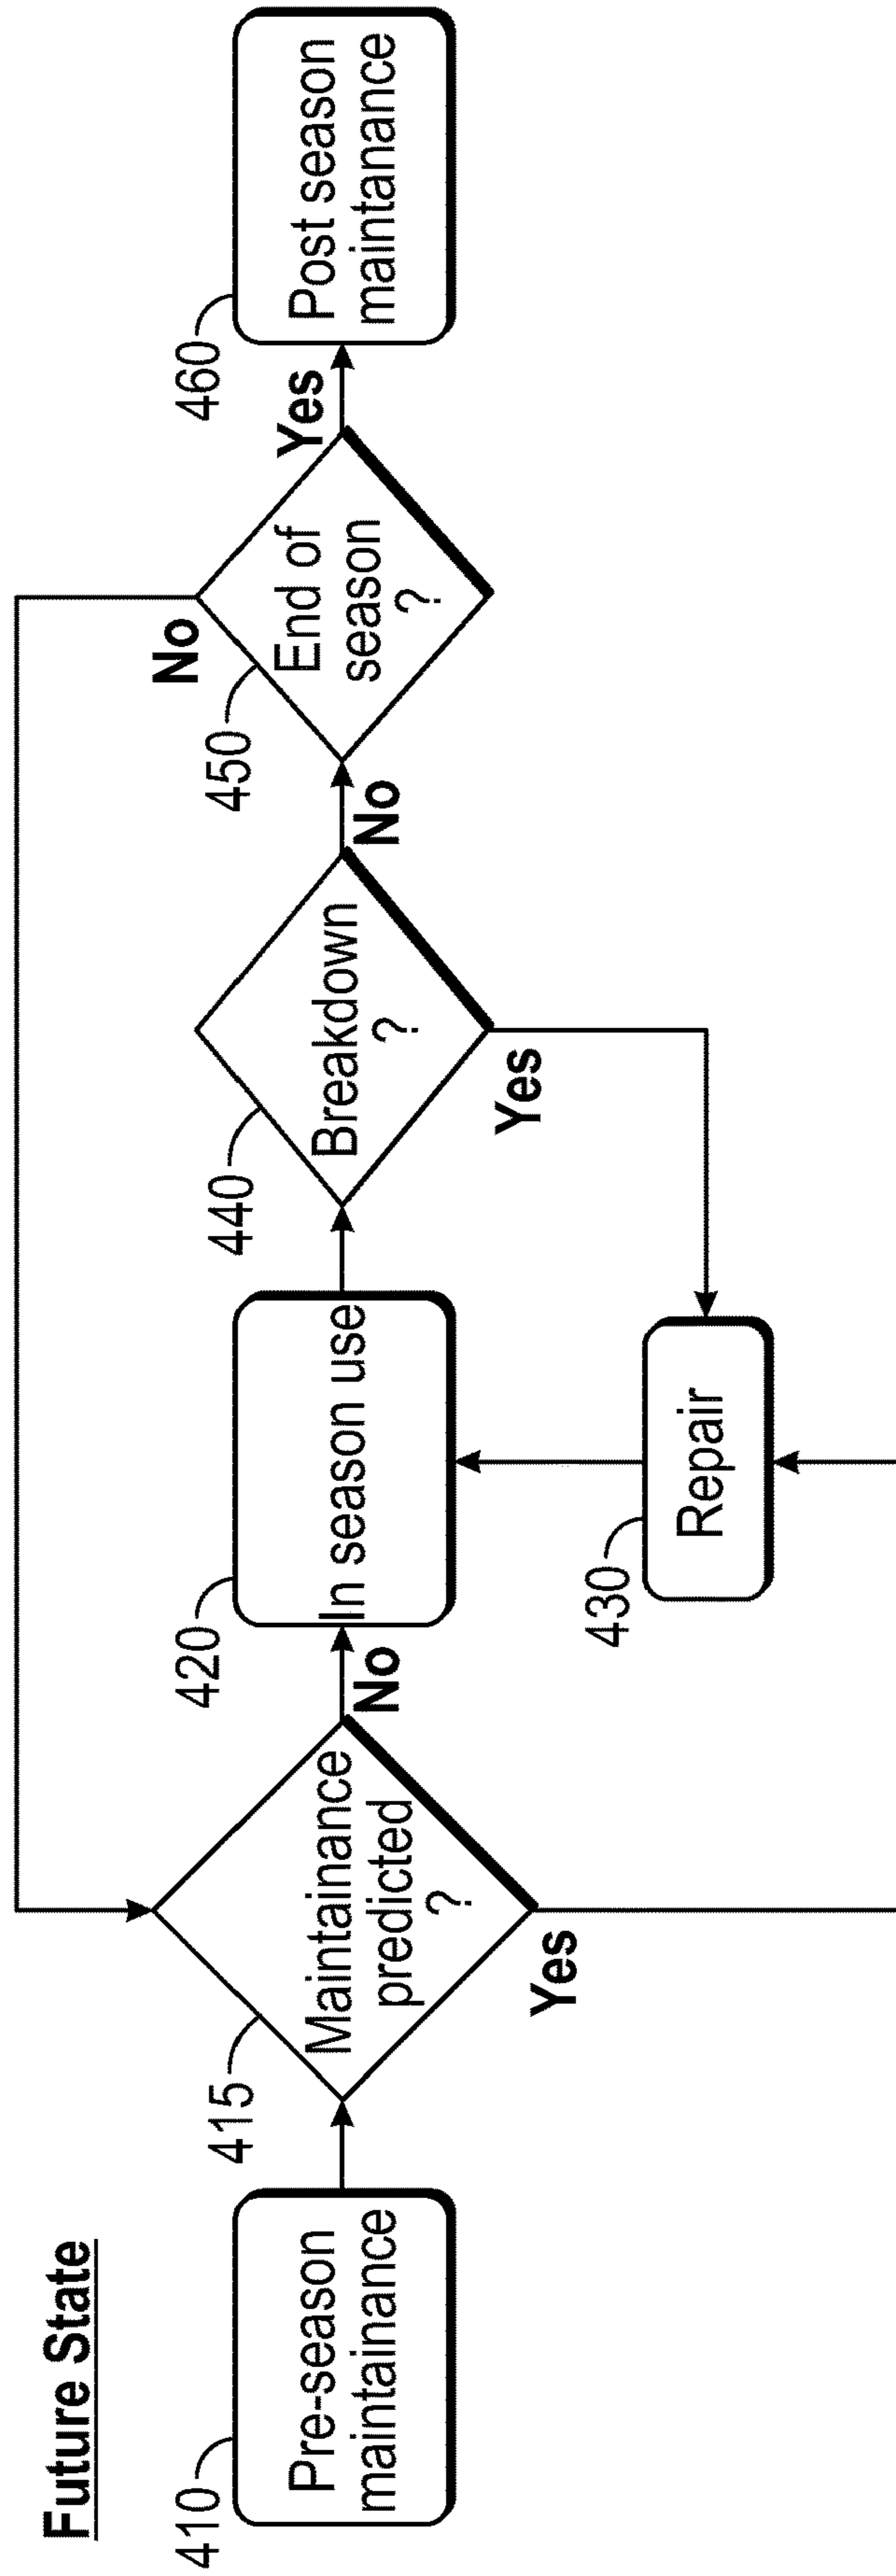 Future State
410
Pre-season
maintainance
415
Maintainance
predicted
?
Yes
No
420
In season use
430
Repair
440
Breakdown
?
Yes
No
450
End of
season
?
No
Yes
460
Post season
maintanance